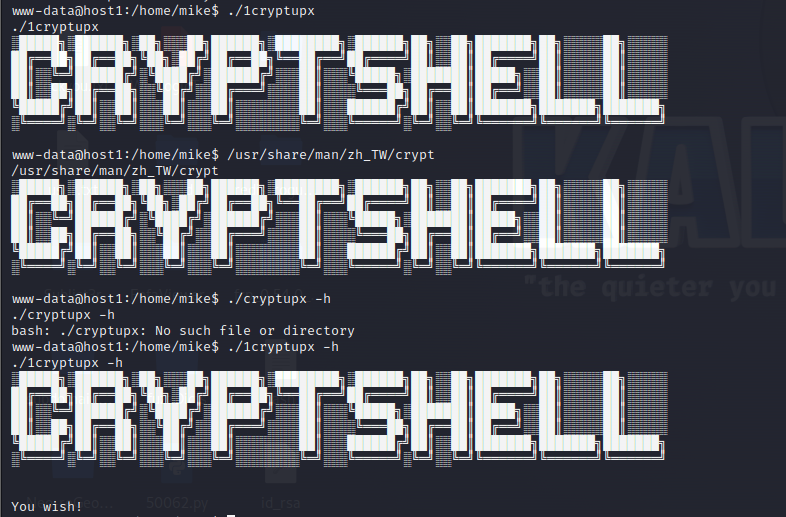 www-data@host1:/home/mike$ ./1cryptupx
./1cryptupx
CRYPTSHELL
www-data@host1:/home/mike$ /usr/share/man/zh_TW/crypt
/usr/share/man/zh_TW/crypt
CRYPTSHELL
"the quieter you
www-data@host1:/home/mike$ ./cryptupx -h
./cryptupx -h
bash: ./cryptupx: No such file or directory
www-data@host1:/home/mike$ ./1cryptupx -h
./1cryptupx -h
CRYPTSHELL
50062.py
id_rsa
You wish!